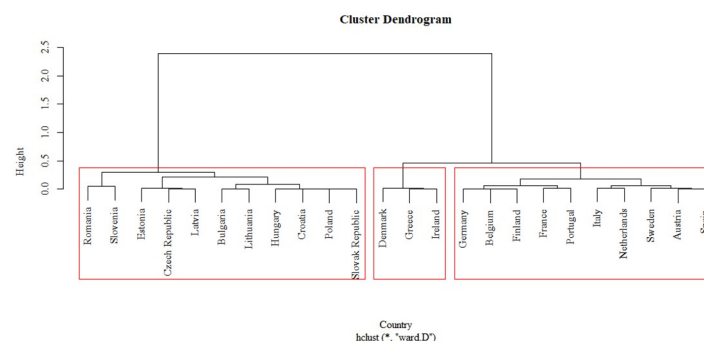 Cluster Dendrogram
Height
2.5
2.0
1.5
1.0
0.5
0.0
Romania
Slovenia
Estonia
Czech Republic
Latvia
Bulgaria
Lithuania
Hungary
Croatia
Poland
Slovak Republic
Denmark
Greece
Ireland
Germany
Belgium
Finland
France
Portugal
Italy
Netherlands
Sweden
Austria
Country
hclust (*, "ward.D")